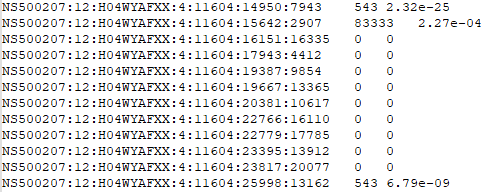 NS500207:12:H04WYAFXX:4:11604:14950:7943 543 2.32e-25
NS500207:12:H04WYAFXX:4:11604:15642:2907 83333 2.27e-04
NS500207:12:H04WYAFXX:4:11604:16151:16335 0 0
NS500207:12:H04WYAFXX:4:11604:17943:4412 0 0
NS500207:12:H04WYAFXX:4:11604:19387:9854 0 0
NS500207:12:H04WYAFXX:4:11604:19667:13365 0 0
NS500207:12:H04WYAFXX:4:11604:20381:10617 0 0
NS500207:12:H04WYAFXX:4:11604:22766:16110 0 0
NS500207:12:H04WYAFXX:4:11604:22779:17785 0 0
NS500207:12:H04WYAFXX:4:11604:23395:13912 0 0
NS500207:12:H04WYAFXX:4:11604:23817:20077 0 0
NS500207:12:H04WYAFXX:4:11604:25998:13162 543 6.79e-09